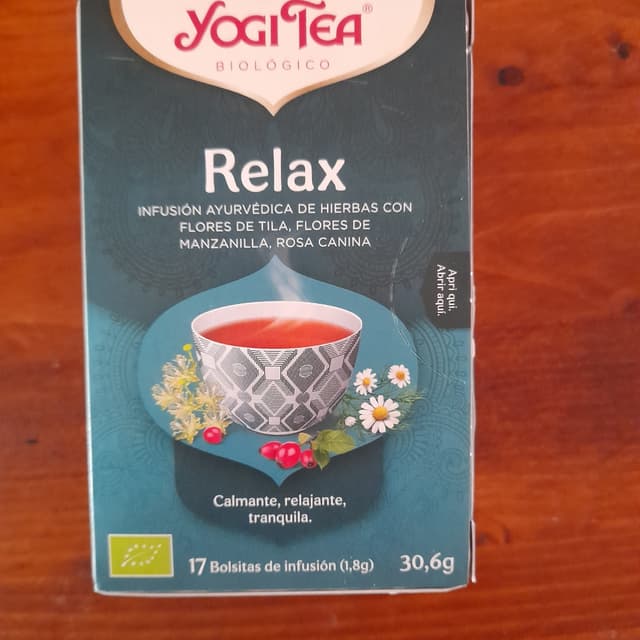 YOGI TEA®
BIOLÓGICO
Relax
INFUSIÓN AYURVÉDICA DE HIERBAS CON
FLORES DE TILA, FLORES DE
MANZANILLA, ROSA CANINA
Apri qui.
Abrir aquí.
Calmante, relajante,
tranquila.
17 Bolsitas de infusión (1,8g) 30,6g